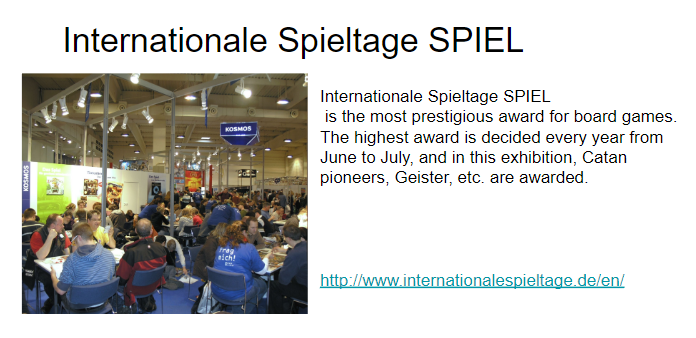 Internationale Spieltage SPIEL
KOSMOS
KOSMOS
Frag
mich!
Internationale Spieltage SPIEL
is the most prestigious award for board games.
The highest award is decided every year from
June to July, and in this exhibition, Catan
pioneers, Geister, etc. are awarded.
http://www.internationalespieltage.de/en/